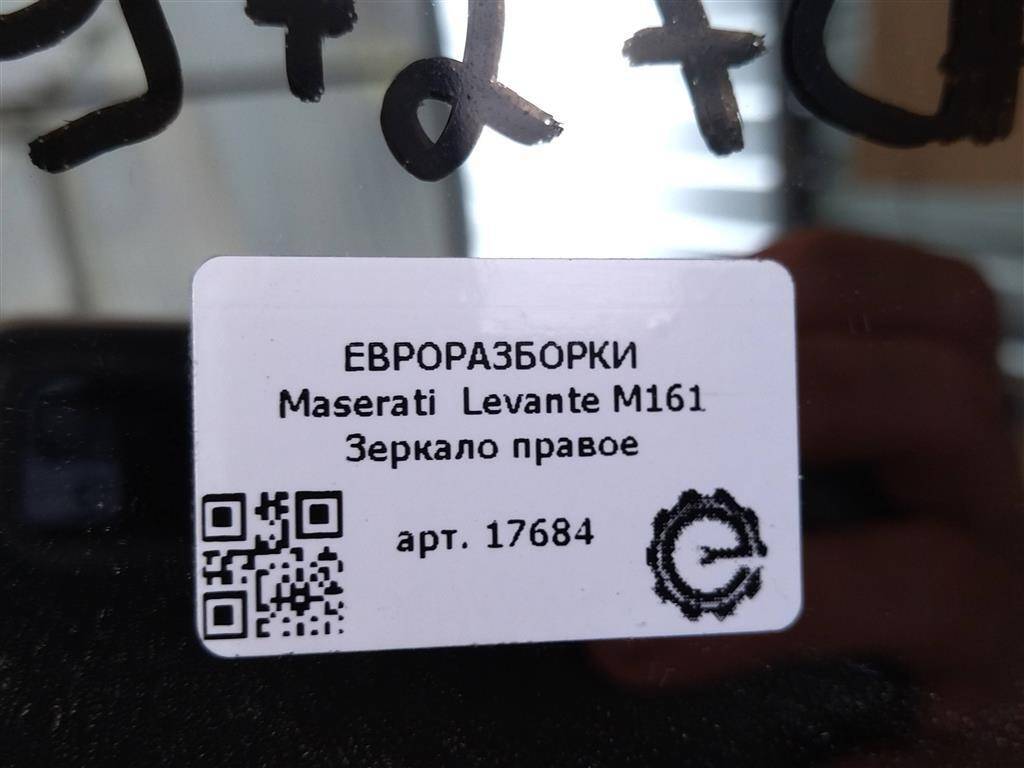 ЕВРОРАЗБОРКИ
Maserati Levante M161
Зеркало правое
арт. 17684